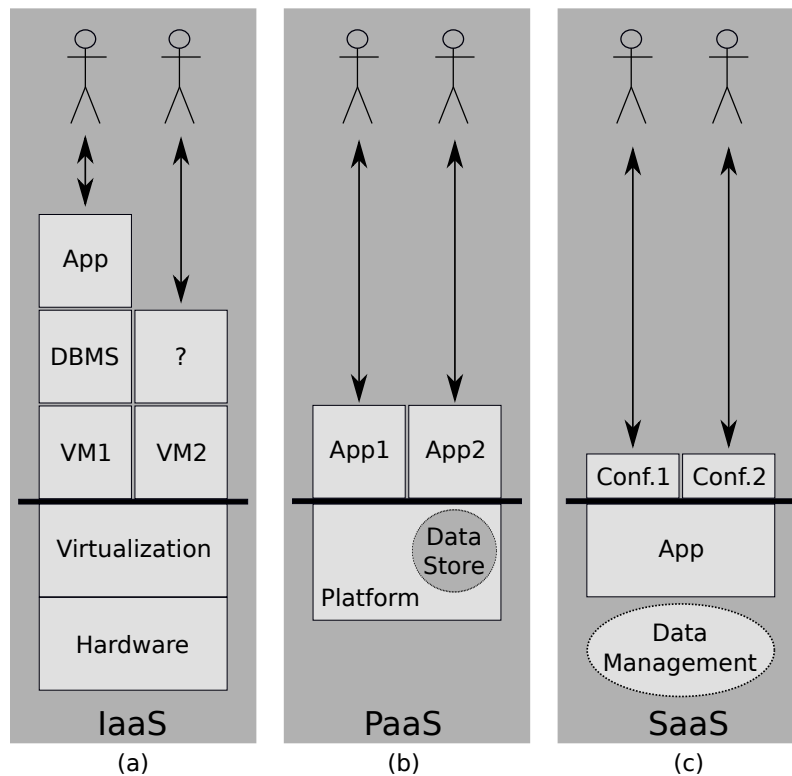 App
DBMS
?
VM1
VM2
Virtualization
Hardware
IaaS
(a)
App1
App2
Data
Store
Platform
PaaS
(b)
Conf.1
Conf.2
App
Data
Management
SaaS
(c)